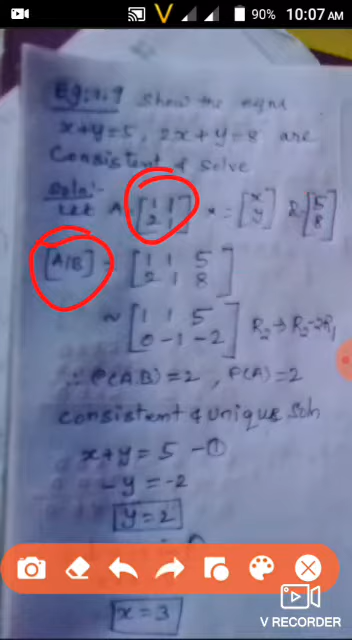 90% 10:07 AM
Eg:1.9 Show the eqns
x+y=5, 2x+y=8 are
Consistent & Solve
Soln:-
Let A = [1 1 2 1] x = [x y] B = [5 8]
[A|B] = [1 1 5
2 1 8]
~ [1 1 5
0 -1 -2] R₂ → R₂-2R₁
∴ ρ(A,B) = 2, ρ(A) = 2
consistent & unique Soln
x+y = 5 -①
-y = -2
y = 2
x = 3
V RECORDER